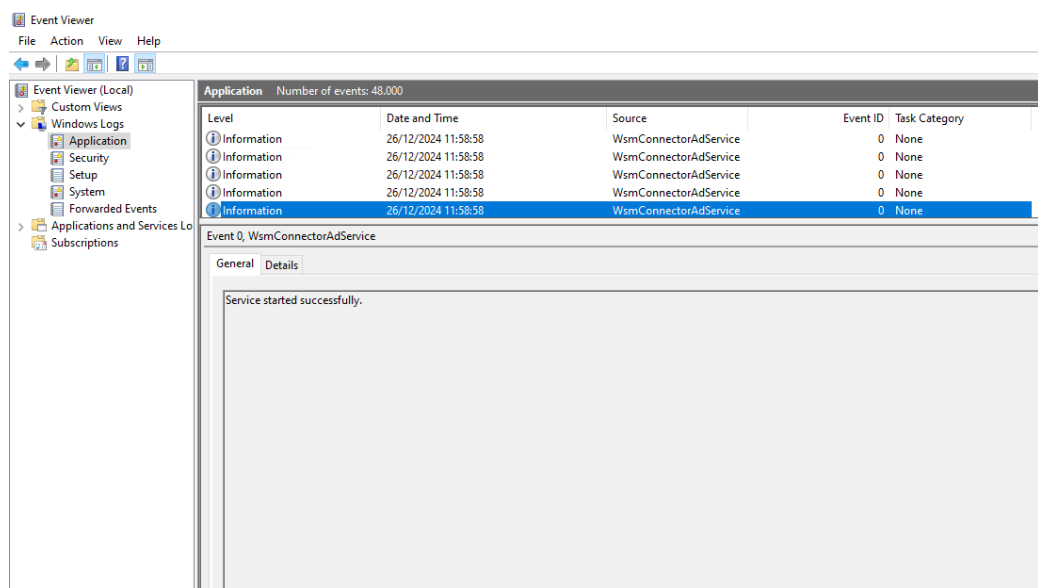 Event Viewer
File Action View Help
Event Viewer (Local)
Custom Views
Windows Logs
Application
Security
Setup
System
Forwarded Events
Applications and Services Lo
Subscriptions
Application Number of events: 48.000
Level Date and Time Source Event ID Task Category
Information 26/12/2024 11:58:58 WsmConnectorAdService 0 None
Information 26/12/2024 11:58:58 WsmConnectorAdService 0 None
Information 26/12/2024 11:58:58 WsmConnectorAdService 0 None
Information 26/12/2024 11:58:58 WsmConnectorAdService 0 None
Information 26/12/2024 11:58:58 WsmConnectorAdService 0 None
Event 0, WsmConnectorAdService
General Details
Service started successfully.